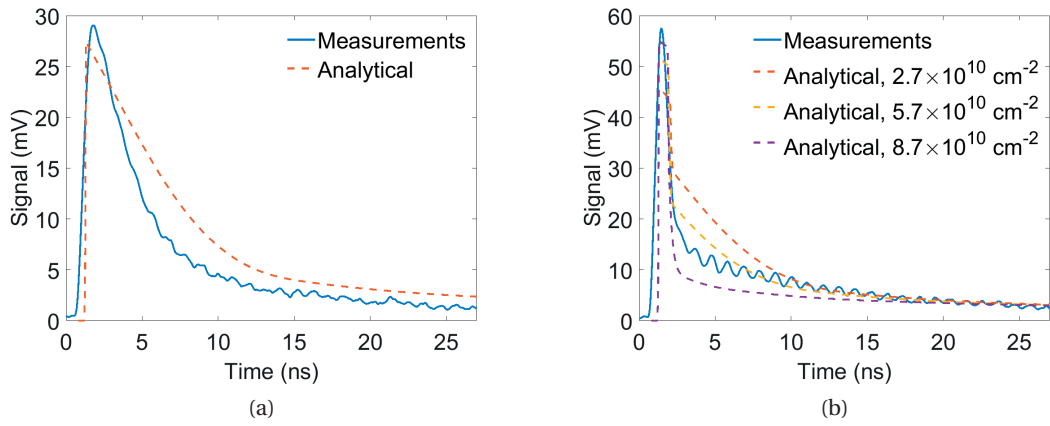 30
25
20
15
10
5
0
Signal (mV)
Measurements
Analytical
0 5 10 15 20 25
Time (ns)
(a)
60
50
40
30
20
10
0
Signal (mV)
Measurements
Analytical, 2.7×10¹⁰ cm⁻²
Analytical, 5.7×10¹⁰ cm⁻²
Analytical, 8.7×10¹⁰ cm⁻²
0 5 10 15 20 25
Time (ns)
(b)